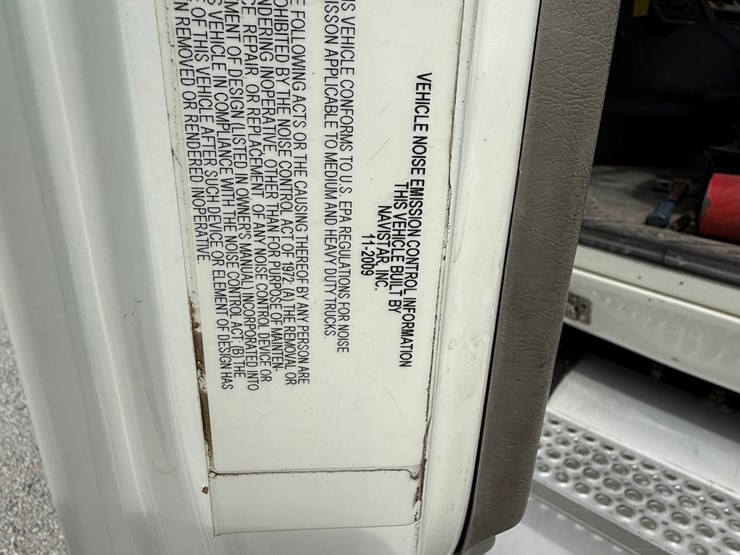 VEHICLE NOISE EMISSION CONTROL INFORMATION
THIS VEHICLE BUILT BY
NAVISTAR, INC.
11-2009
IS VEHICLE CONFORMS TO U.S. EPA REGULATIONS FOR NOISE
ISSON APPLICABLE TO MEDIUM AND HEAVY DUTY TRUCKS.
E FOLLOWING ACTS OR THE CAUSING THEREOF BY ANY PERSON ARE
OHIBITED BY THE NOISE CONTROL ACT OF 1972: (A) THE REMOVAL OR
NDERING INOPERATIVE, OTHER THAN FOR PURPOSE OF MAINTEN-
CE, REPAIR, OR REPLACEMENT, OF ANY NOISE CONTROL DEVICE OR
MENT OF DESIGN (LISTED IN OWNER'S MANUAL) INCORPORATED INTO
S VEHICLE IN COMPLIANCE WITH THE NOISE CONTROL ACT; (B) THE
OF THIS VEHICLE AFTER SUCH DEVICE OR ELEMENT OF DESIGN HAS
N REMOVED OR RENDERED INOPERATIVE.